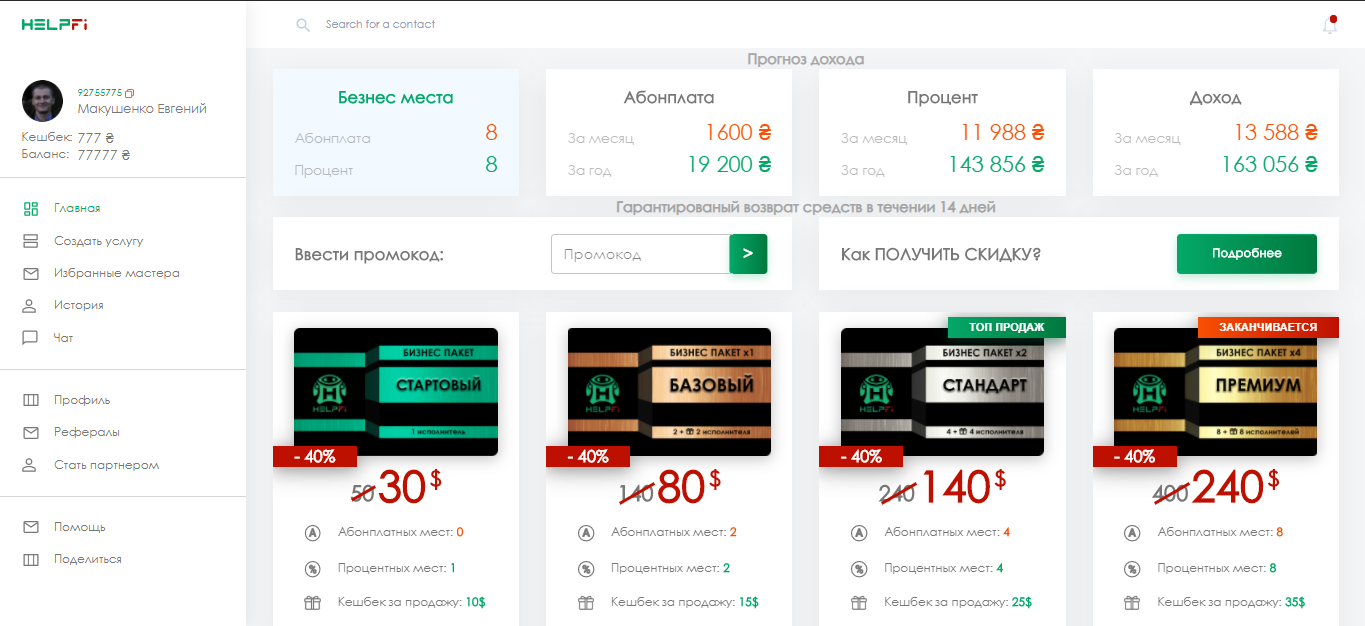 HELPFi
Search for a contact
92755775
Макушенко Евгений
Кешбек: 777 ₴
Баланс: 77777 ₴
Главная
Создать услугу
Избранные мастера
История
Чат
Профиль
Рефералы
Стать партнером
Помощь
Поделиться
Прогноз дохода
Безнес места
Абонплата 8
Процент 8
Абонплата
За месяц 1600 ₴
За год 19 200 ₴
Процент
За месяц 11 988 ₴
За год 143 856 ₴
Доход
За месяц 13 588 ₴
За год 163 056 ₴
Гарантированый возврат средств в течении 14 дней
Ввести промокод:
Промокод >
Как ПОЛУЧИТЬ СКИДКУ?
Подробнее
БИЗНЕС ПАКЕТ
СТАРТОВЫЙ
HELPFi
1 исполнитель
- 40%
50 30 $
Абонплатных мест: 0
Процентных мест: 1
Кешбек за продажу: 10$
БИЗНЕС ПАКЕТ x1
БАЗОВЫЙ
HELPFi
2 + 2 исполнителя
- 40%
140 80 $
Абонплатных мест: 2
Процентных мест: 2
Кешбек за продажу: 15$
ТОП ПРОДАЖ
БИЗНЕС ПАКЕТ x2
СТАНДАРТ
HELPFi
4 + 4 исполнителя
- 40%
240 140 $
Абонплатных мест: 4
Процентных мест: 4
Кешбек за продажу: 25$
ЗАКАНЧИВАЕТСЯ
БИЗНЕС ПАКЕТ x4
ПРЕМИУМ
HELPFi
8 + 8 исполнителей
- 40%
400 240 $
Абонплатных мест: 8
Процентных мест: 8
Кешбек за продажу: 35$